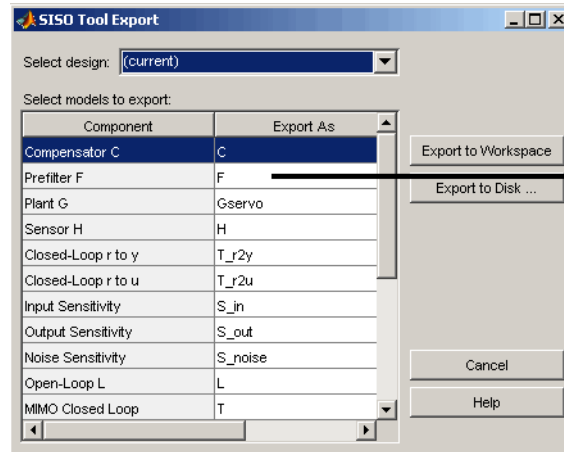 SISO Tool Export
Select design: (current)
Select models to export:
Component Export As
Compensator C C
Export to Workspace
Prefilter F F
Export to Disk ...
Plant G Gservo
Sensor H H
Closed-Loop r to y T_r2y
Closed-Loop r to u T_r2u
Input Sensitivity S_in
Output Sensitivity S_out
Noise Sensitivity S_noise
Cancel
Open-Loop L L
MIMO Closed Loop T
Help